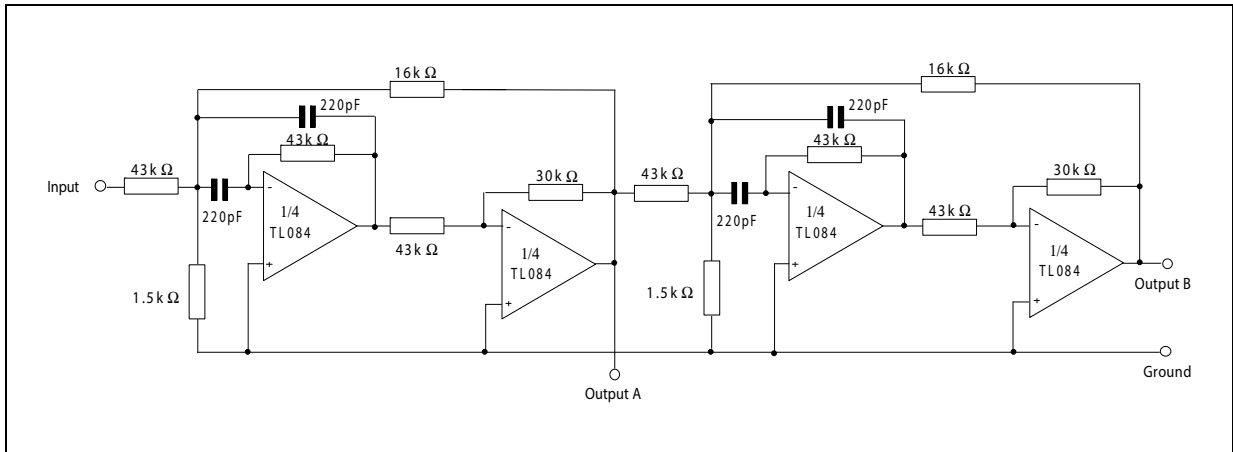 16k Ω
16k Ω
220pF
220pF
43k Ω
43k Ω
43k Ω
30k Ω
43k Ω
30k Ω
Input
-
-
-
-
220pF
1/4
TL084
43k Ω
1/4
TL084
220pF
1/4
TL084
43k Ω
1/4
TL084
+
+
1.5k Ω
1.5k Ω
+
+
Output B
Output A
Ground